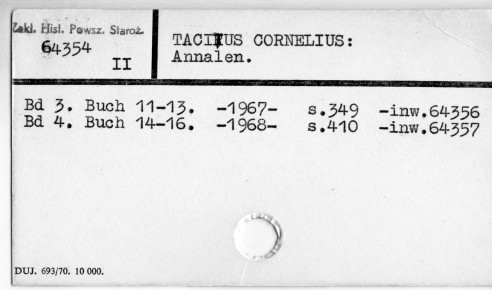 Zakł. Hist. Powsz. Staroż.
64354
II
TACITUS CORNELIUS:
Annalen.
Bd 3. Buch 11-13. -1967- s.349 -inw.64356
Bd 4. Buch 14-16. -1968- s.410 -inw.64357
DUJ. 693/70. 10 000.